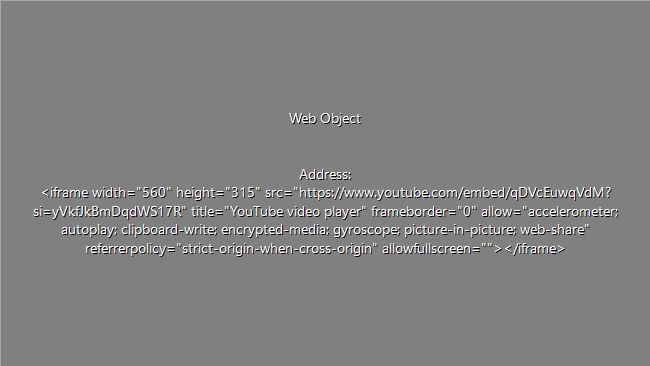 Web Object
Address:
<iframe width="560" height="315" src="https://www.youtube.com/embed/qDVcEuwqVdM?
si=yVkfJkBmDqdWS17R" title="YouTube video player" frameborder="0" allow="accelerometer;
autoplay; clipboard-write; encrypted-media; gyroscope; picture-in-picture; web-share"
referrerpolicy="strict-origin-when-cross-origin" allowfullscreen=""></iframe>